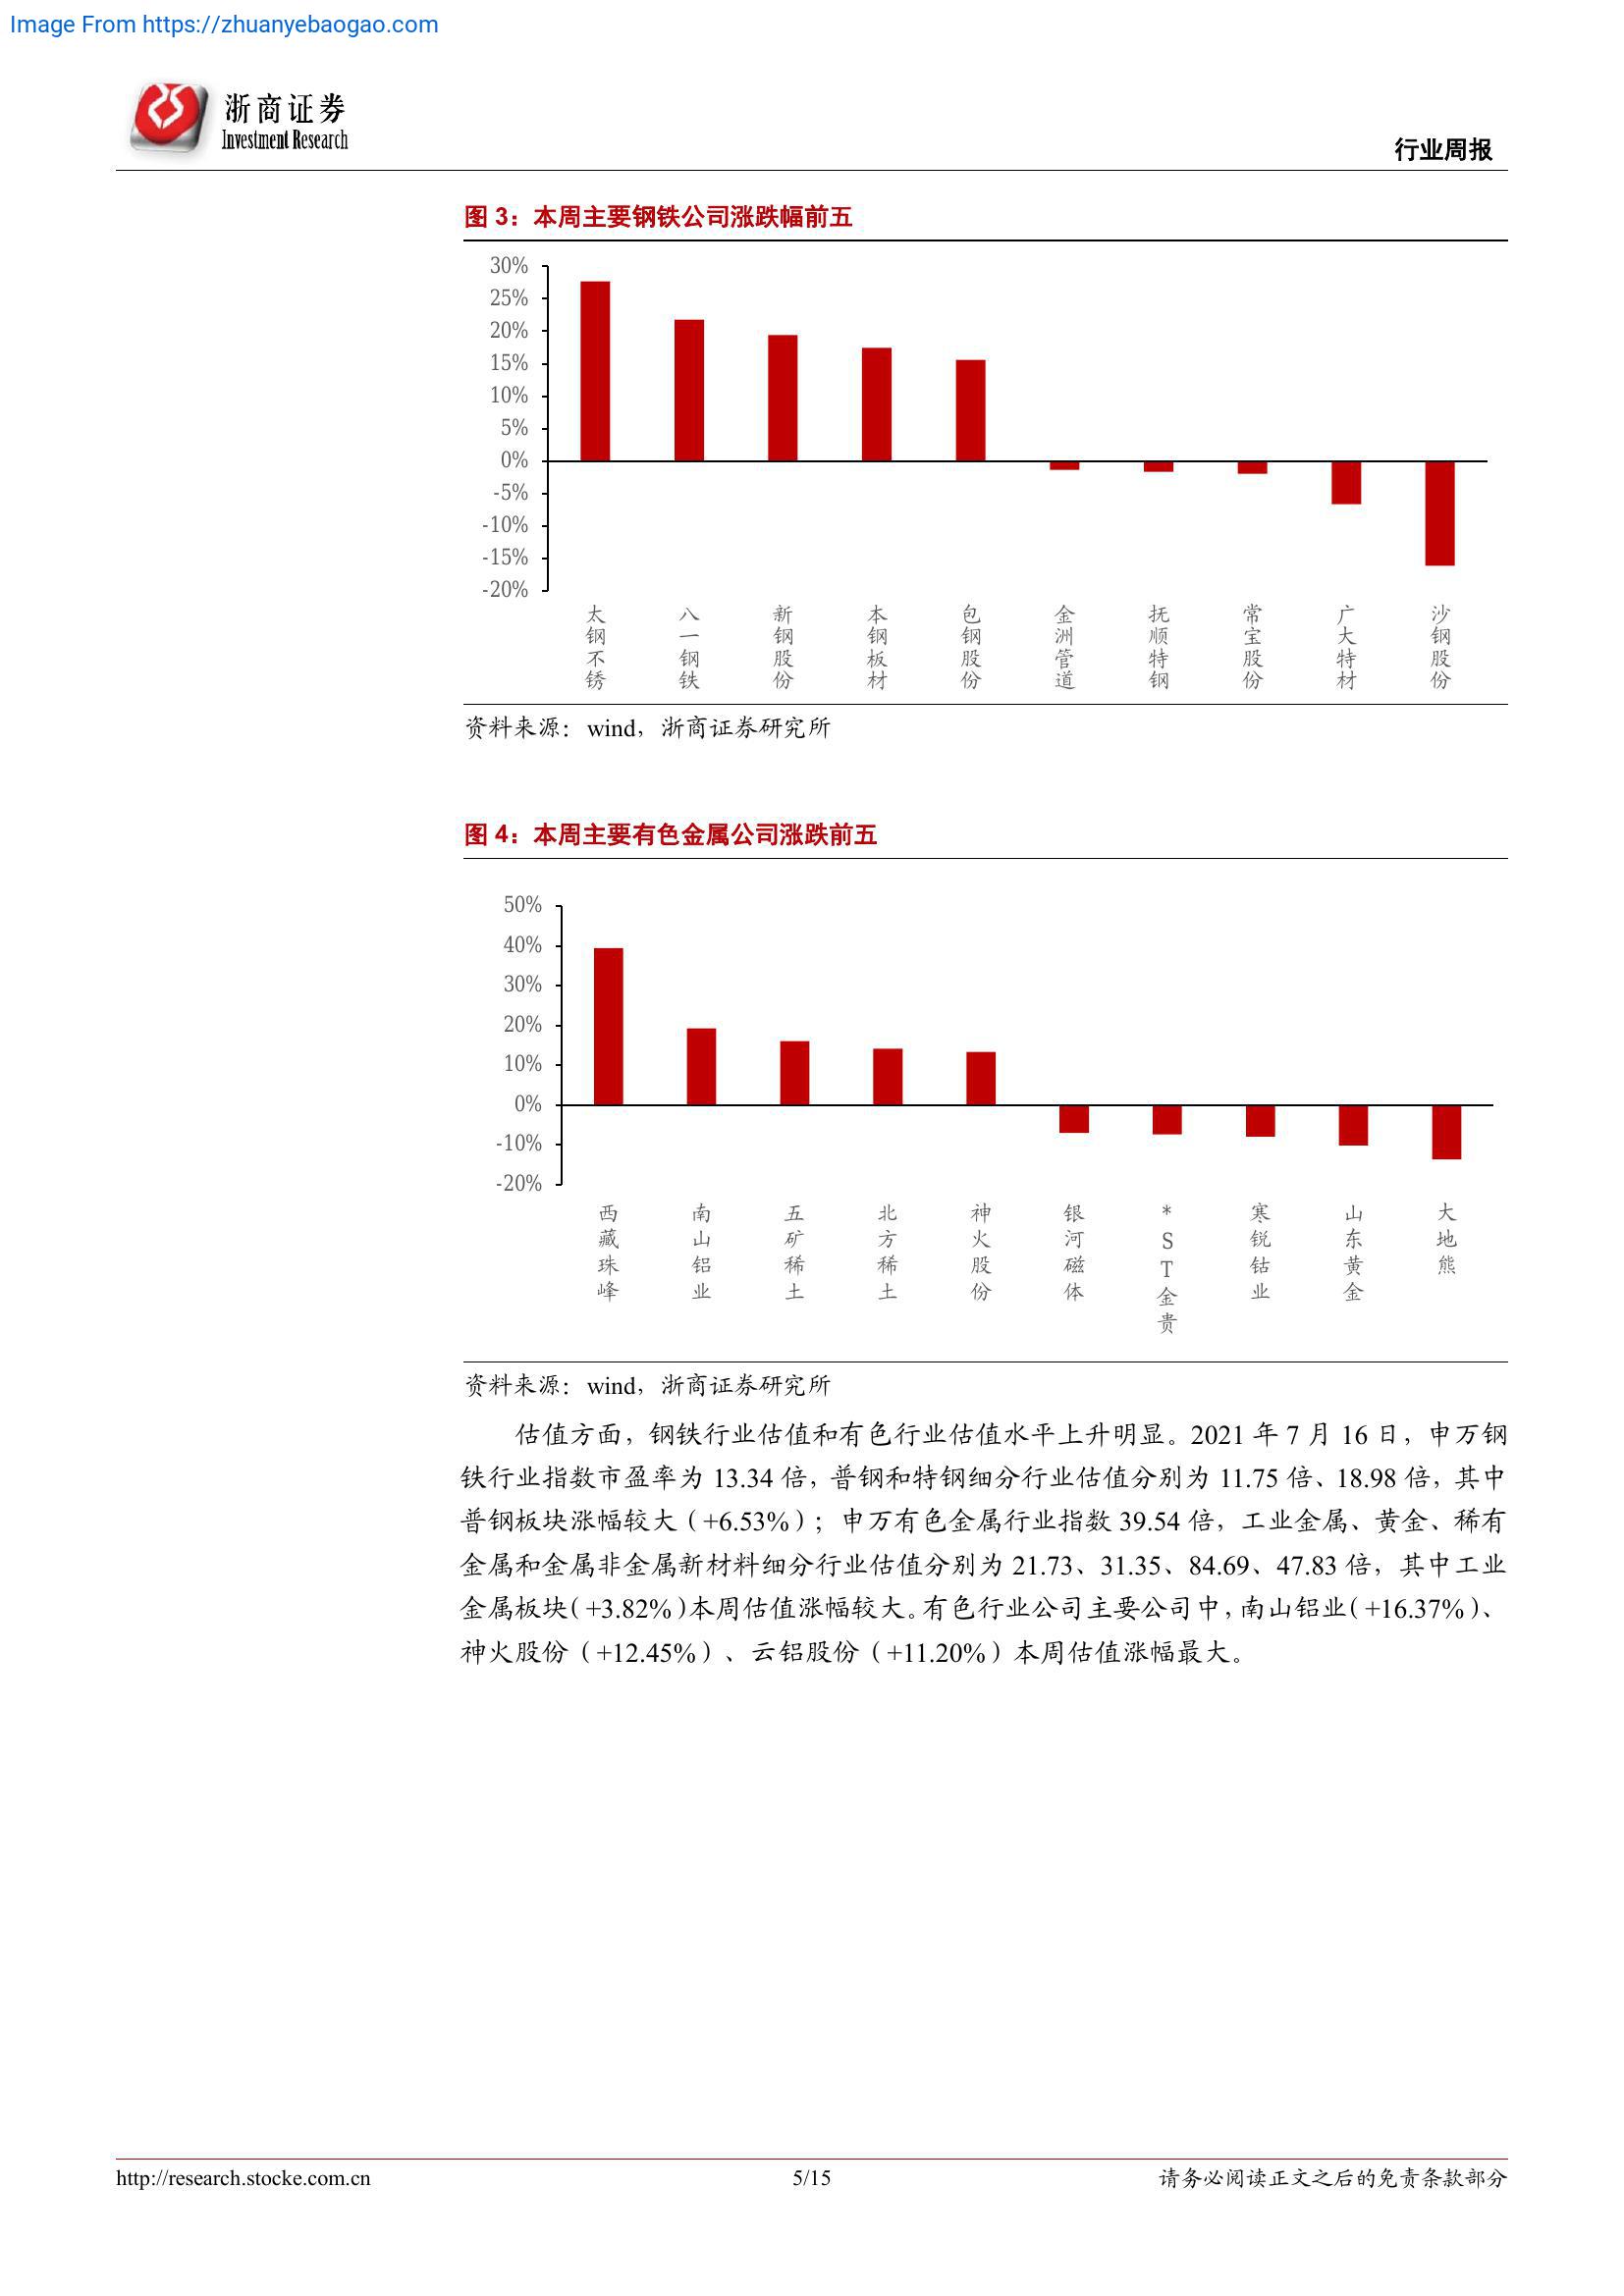 Image From https://zhuanyebaogao.com
浙商证券
Investment Research
行业周报
图 3：本周主要钢铁公司涨跌幅前五
30%
25%
20%
15%
10%
5%
0%
-5%
-10%
-15%
-20%
太钢不锈
八一钢铁
新钢股份
本钢板材
包钢股份
金洲管道
抚顺特钢
常宝股份
广大特材
沙钢股份
资料来源：wind，浙商证券研究所
图 4：本周主要有色金属公司涨跌前五
50%
40%
30%
20%
10%
0%
-10%
-20%
西藏珠峰
南山铝业
五矿稀土
北方稀土
神火股份
银河磁体
*ST金贵
寒锐钴业
山东黄金
大地熊
资料来源：wind，浙商证券研究所
估值方面，钢铁行业估值和有色行业估值水平上升明显。2021 年 7 月 16 日，申万钢
铁行业指数市盈率为 13.34 倍，普钢和特钢细分行业估值分别为 11.75 倍、18.98 倍，其中
普钢板块涨幅较大（+6.53%）；申万有色金属行业指数 39.54 倍，工业金属、黄金、稀有
金属和金属非金属新材料细分行业估值分别为 21.73、31.35、84.69、47.83 倍，其中工业
金属板块（+3.82%）本周估值涨幅较大。有色行业公司主要公司中，南山铝业（+16.37%）、
神火股份（+12.45%）、云铝股份（+11.20%）本周估值涨幅最大。
http://research.stocke.com.cn
5/15
请务必阅读正文之后的免责条款部分